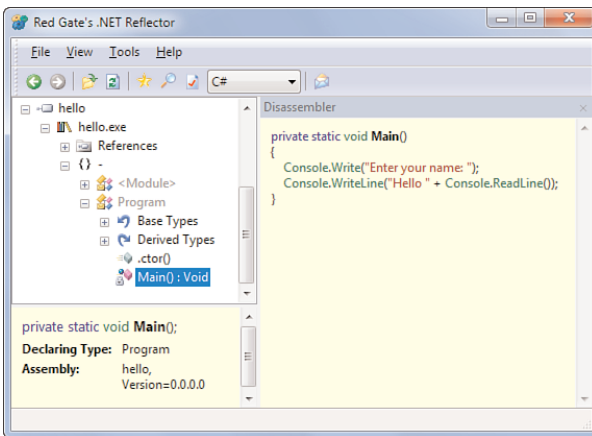 Red Gate's .NET Reflector
File View Tools Help
C#
hello
hello.exe
References
{} -
<Module>
Program
Base Types
Derived Types
.ctor()
Main() : Void
Disassembler
private static void Main()
{
Console.Write("Enter your name: ");
Console.WriteLine("Hello " + Console.ReadLine());
}
private static void Main();
Declaring Type: Program
Assembly: hello,
Version=0.0.0.0